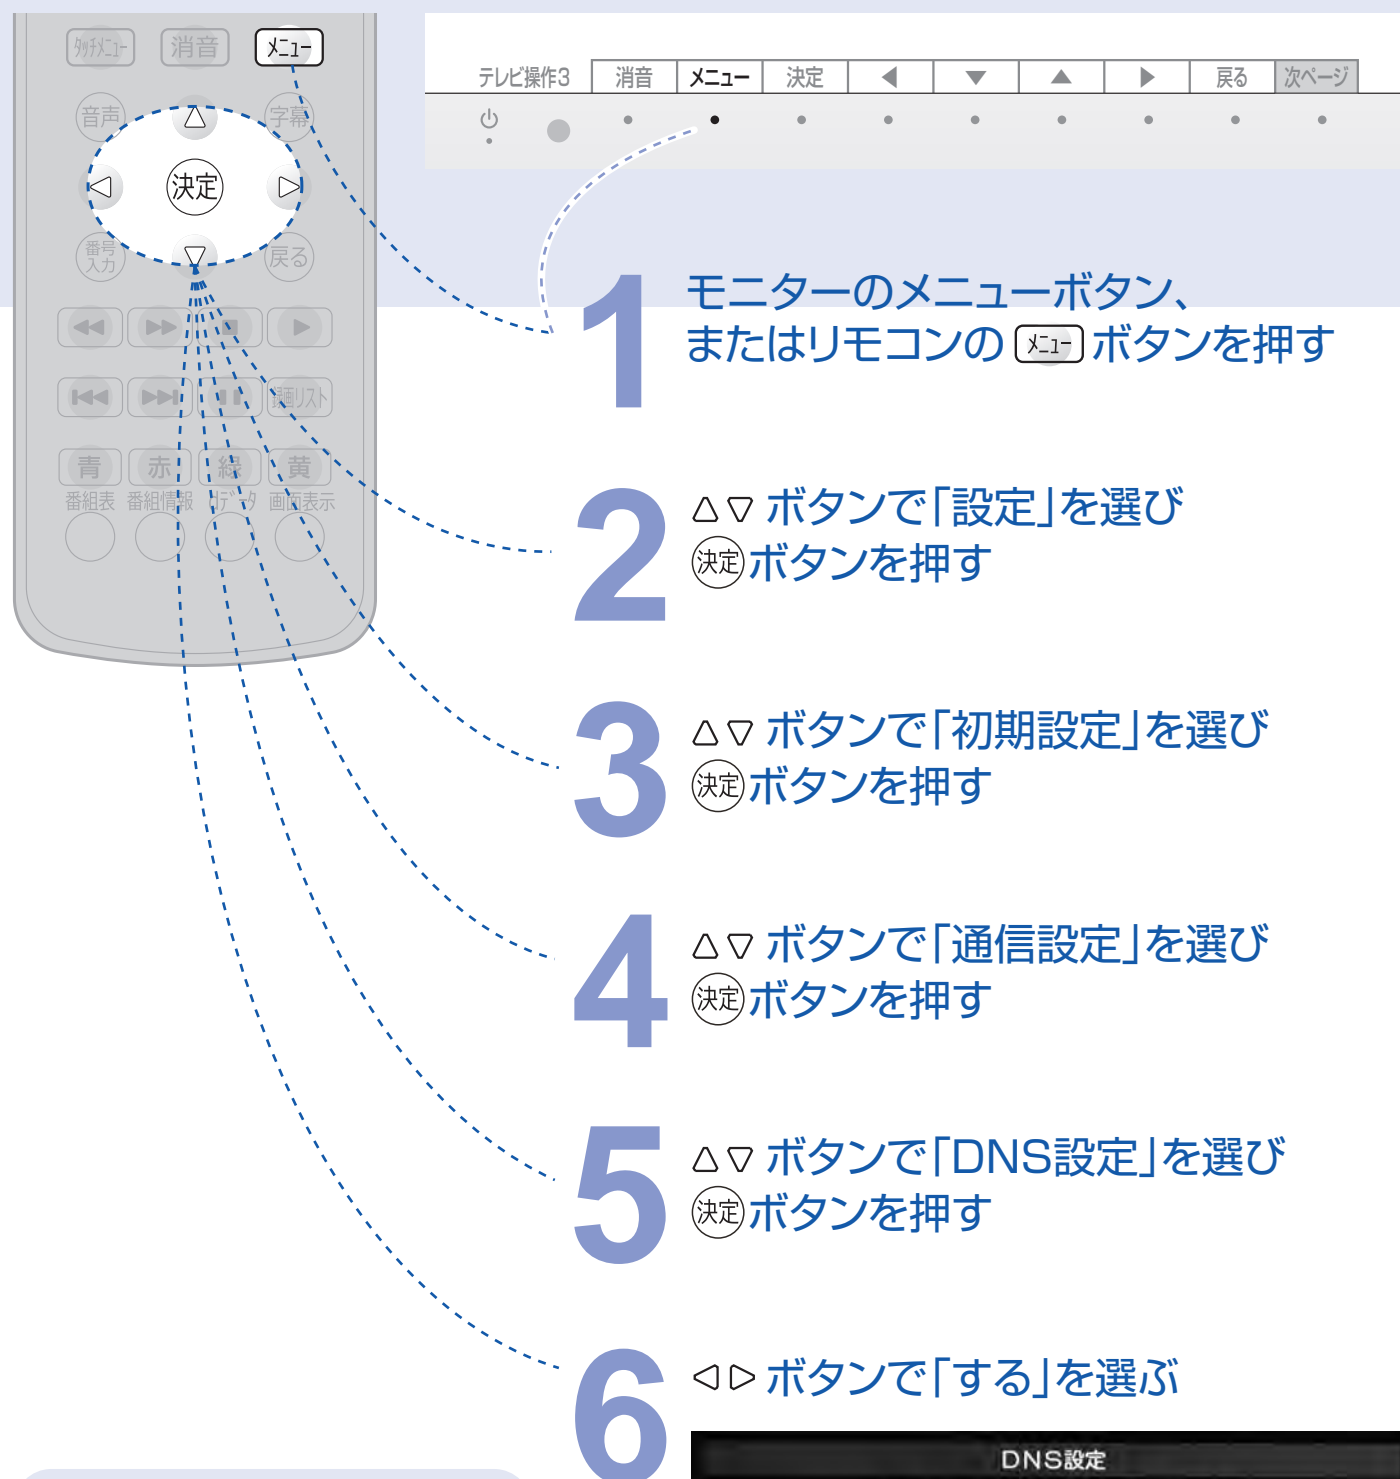 タッチメニュー 消音 メニュー
音声 字幕
決定
番号入力 戻る
録画リスト
青 赤 緑 黄
番組表 番組情報 dデータ 画面表示
テレビ操作3 消音 メニュー 決定 ◀ ▼ ▲ ▶ 戻る 次ページ
1 モニターのメニューボタン、
またはリモコンの メニュー ボタンを押す
2 △▽ ボタンで「設定」を選び
決定 ボタンを押す
3 △▽ ボタンで「初期設定」を選び
決定 ボタンを押す
4 △▽ ボタンで「通信設定」を選び
決定 ボタンを押す
5 △▽ ボタンで「DNS設定」を選び
決定 ボタンを押す
6 ◁▷ ボタンで「する」を選ぶ
DNS設定